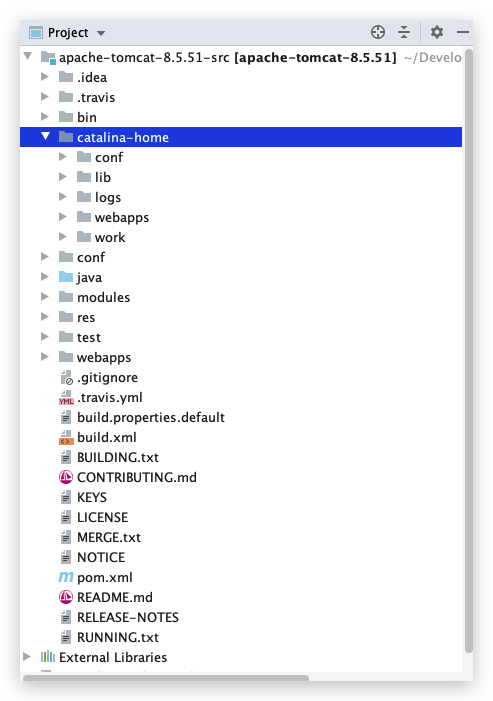 Project
apache-tomcat-8.5.51-src [apache-tomcat-8.5.51] ~/Develo
.idea
.travis
bin
catalina-home
conf
lib
logs
webapps
work
conf
java
modules
res
test
webapps
.gitignore
YML .travis.yml
build.properties.default
build.xml
BUILDING.txt
CONTRIBUTING.md
KEYS
LICENSE
MERGE.txt
NOTICE
m pom.xml
README.md
RELEASE-NOTES
RUNNING.txt
External Libraries